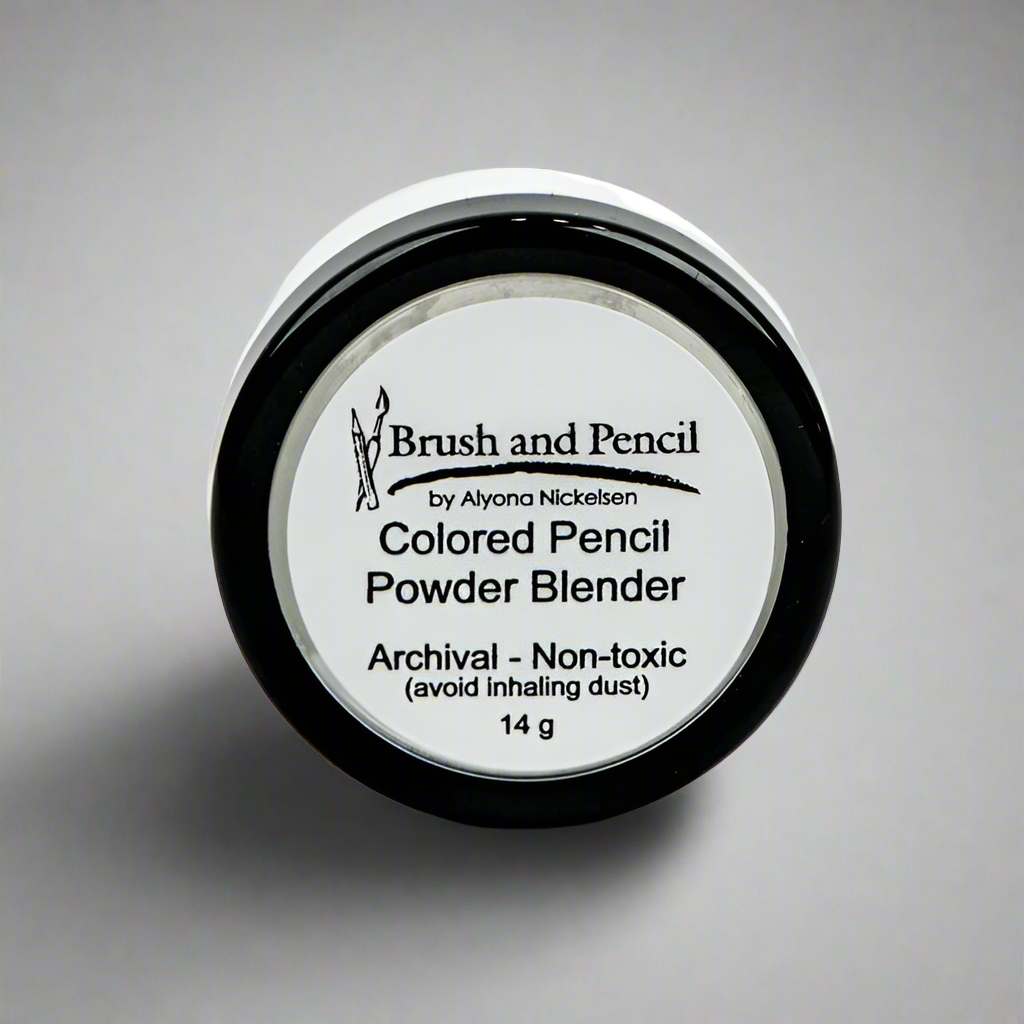 Brush and Pencil
by Alyona Nickelsen
Colored Pencil
Powder Blender
Archival - Non-toxic
(avoid inhaling dust)
14 g